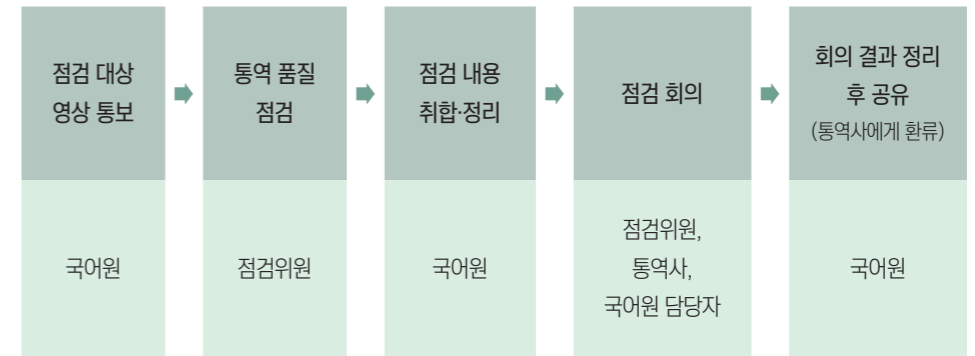 점검 대상
영상 통보
통역 품질
점검
점검 내용
취합·정리
점검 회의
회의 결과 정리
후 공유
(통역사에게 환류)
국어원
점검위원
국어원
점검위원,
통역사,
국어원 담당자
국어원